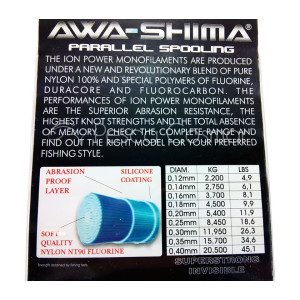 AWA-SHIMA
PARALLEL SPOOLING
THE ION POWER MONOFILAMENTS ARE PRODUCED
UNDER A NEW AND REVOLUTIONARY BLEND OF PURE
NYLON 100% AND SPECIAL POLYMERS OF FLUORINE,
DURACORE AND FLUOROCARBON. THE
PERFORMANCES OF ION POWER MONOFILAMENTS
ARE THE SUPERIOR ABRASION RESISTANCE, THE
HIGHEST KNOT STRENGTHS AND THE TOTAL ABSENCE
OF MEMORY. CHECK THE COMPLETE RANGE AND
FIND OUT THE RIGHT MODEL FOR YOUR PREFERRED
FISHING STYLE.
ABRASION PROOF LAYER
SILICONE COATING
SOFT QUALITY NYLON NT90 FLUORINE
DIAM. KG LBS
0,12mm 2,200 4,9
0,14mm 2,750 6,1
0,16mm 3,700 8,1
0,18mm 4,500 9,9
0,20mm 5,400 11,9
0,25mm 8,450 18,6
0,30mm 11,950 26,3
0,35mm 15,700 34,6
0,40mm 20,500 45,1
SUPERSTRONG
INVISIBLE